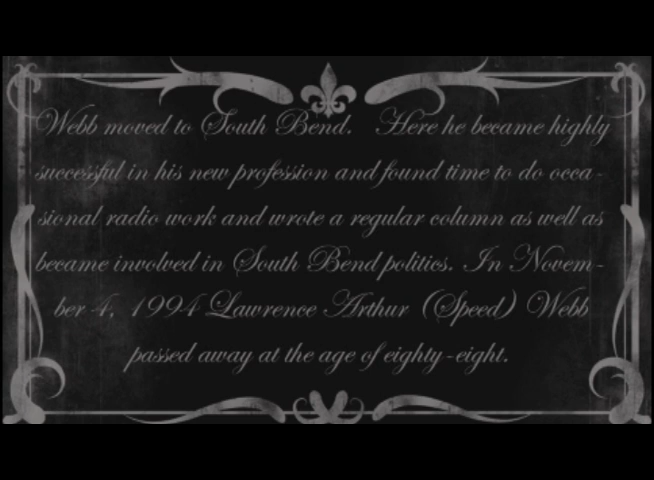 Webb moved to South Bend. Here he became highly
successful in his new profession and found time to do occa-
sional radio work and wrote a regular column as well as
became involved in South Bend politics. In Novem-
ber 4, 1994 Lawrence Arthur (Speed) Webb
passed away at the age of eighty-eight.